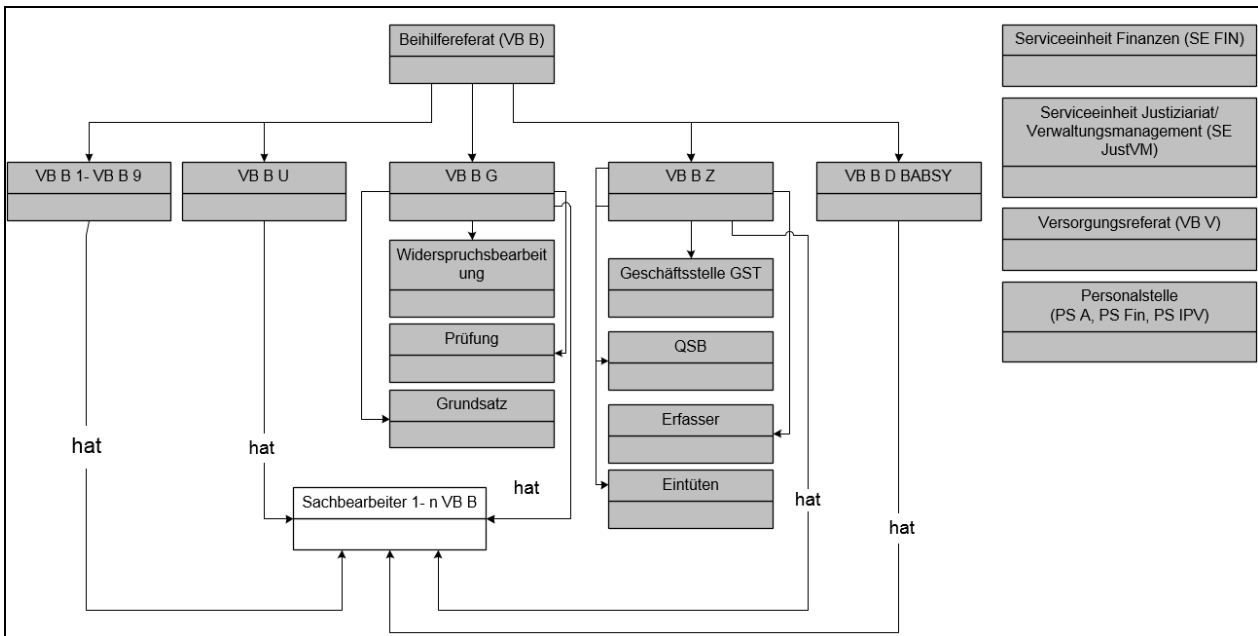 Beihilfereferat (VB B)
Serviceeinheit Finanzen (SE FIN)
Serviceeinheit Justiziariat/
Verwaltungsmanagement (SE
JustVM)
VB B 1- VB B 9
VB B U
VB B G
VB B Z
VB B D BABSY
Versorgungsreferat (VB V)
Widerspruchsbearbeit
ung
Geschäftsstelle GST
Personalstelle
(PS A, PS Fin, PS IPV)
Prüfung
QSB
Grundsatz
Erfasser
hat
hat
Eintüten
hat
Sachbearbeiter 1- n VB B
hat
hat